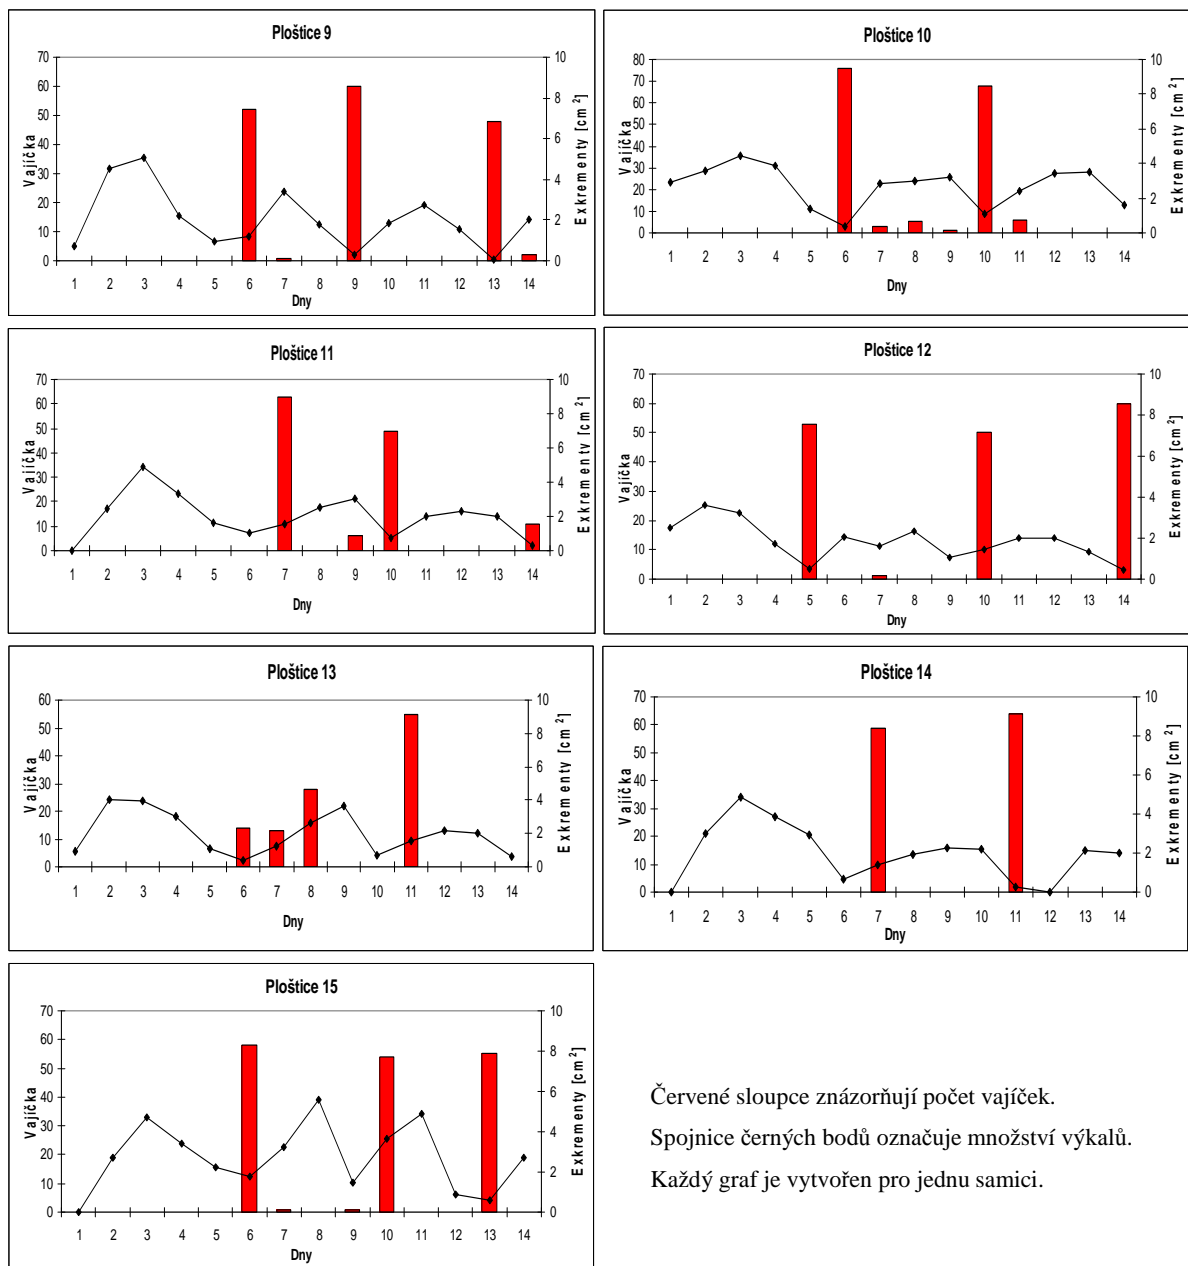 Ploštice 9
70
60
50
40
30
20
10
0
Vajíčka
10
8
6
4
2
0
Exkrementy [cm²]
1 2 3 4 5 6 7 8 9 10 11 12 13 14
Dny
Ploštice 10
80
70
60
50
40
30
20
10
0
Vajíčka
10
8
6
4
2
0
Exkrementy [cm²]
1 2 3 4 5 6 7 8 9 10 11 12 13 14
Dny
Ploštice 11
70
60
50
40
30
20
10
0
Vajíčka
10
8
6
4
2
0
Exkrementy [cm²]
1 2 3 4 5 6 7 8 9 10 11 12 13 14
Dny
Ploštice 12
70
60
50
40
30
20
10
0
Vajíčka
10
8
6
4
2
0
Exkrementy [cm²]
1 2 3 4 5 6 7 8 9 10 11 12 13 14
Dny
Ploštice 13
60
50
40
30
20
10
0
Vajíčka
10
8
6
4
2
0
Exkrementy [cm²]
1 2 3 4 5 6 7 8 9 10 11 12 13 14
Dny
Ploštice 14
70
60
50
40
30
20
10
0
Vajíčka
10
8
6
4
2
0
Exkrementy [cm²]
1 2 3 4 5 6 7 8 9 10 11 12 13 14
Dny
Ploštice 15
70
60
50
40
30
20
10
0
Vajíčka
10
8
6
4
2
0
Exkrementy [cm²]
1 2 3 4 5 6 7 8 9 10 11 12 13 14
Dny
Červené sloupce znázorňují počet vajíček.
Spojnice černých bodů označuje množství výkalů.
Každý graf je vytvořen pro jednu samici.